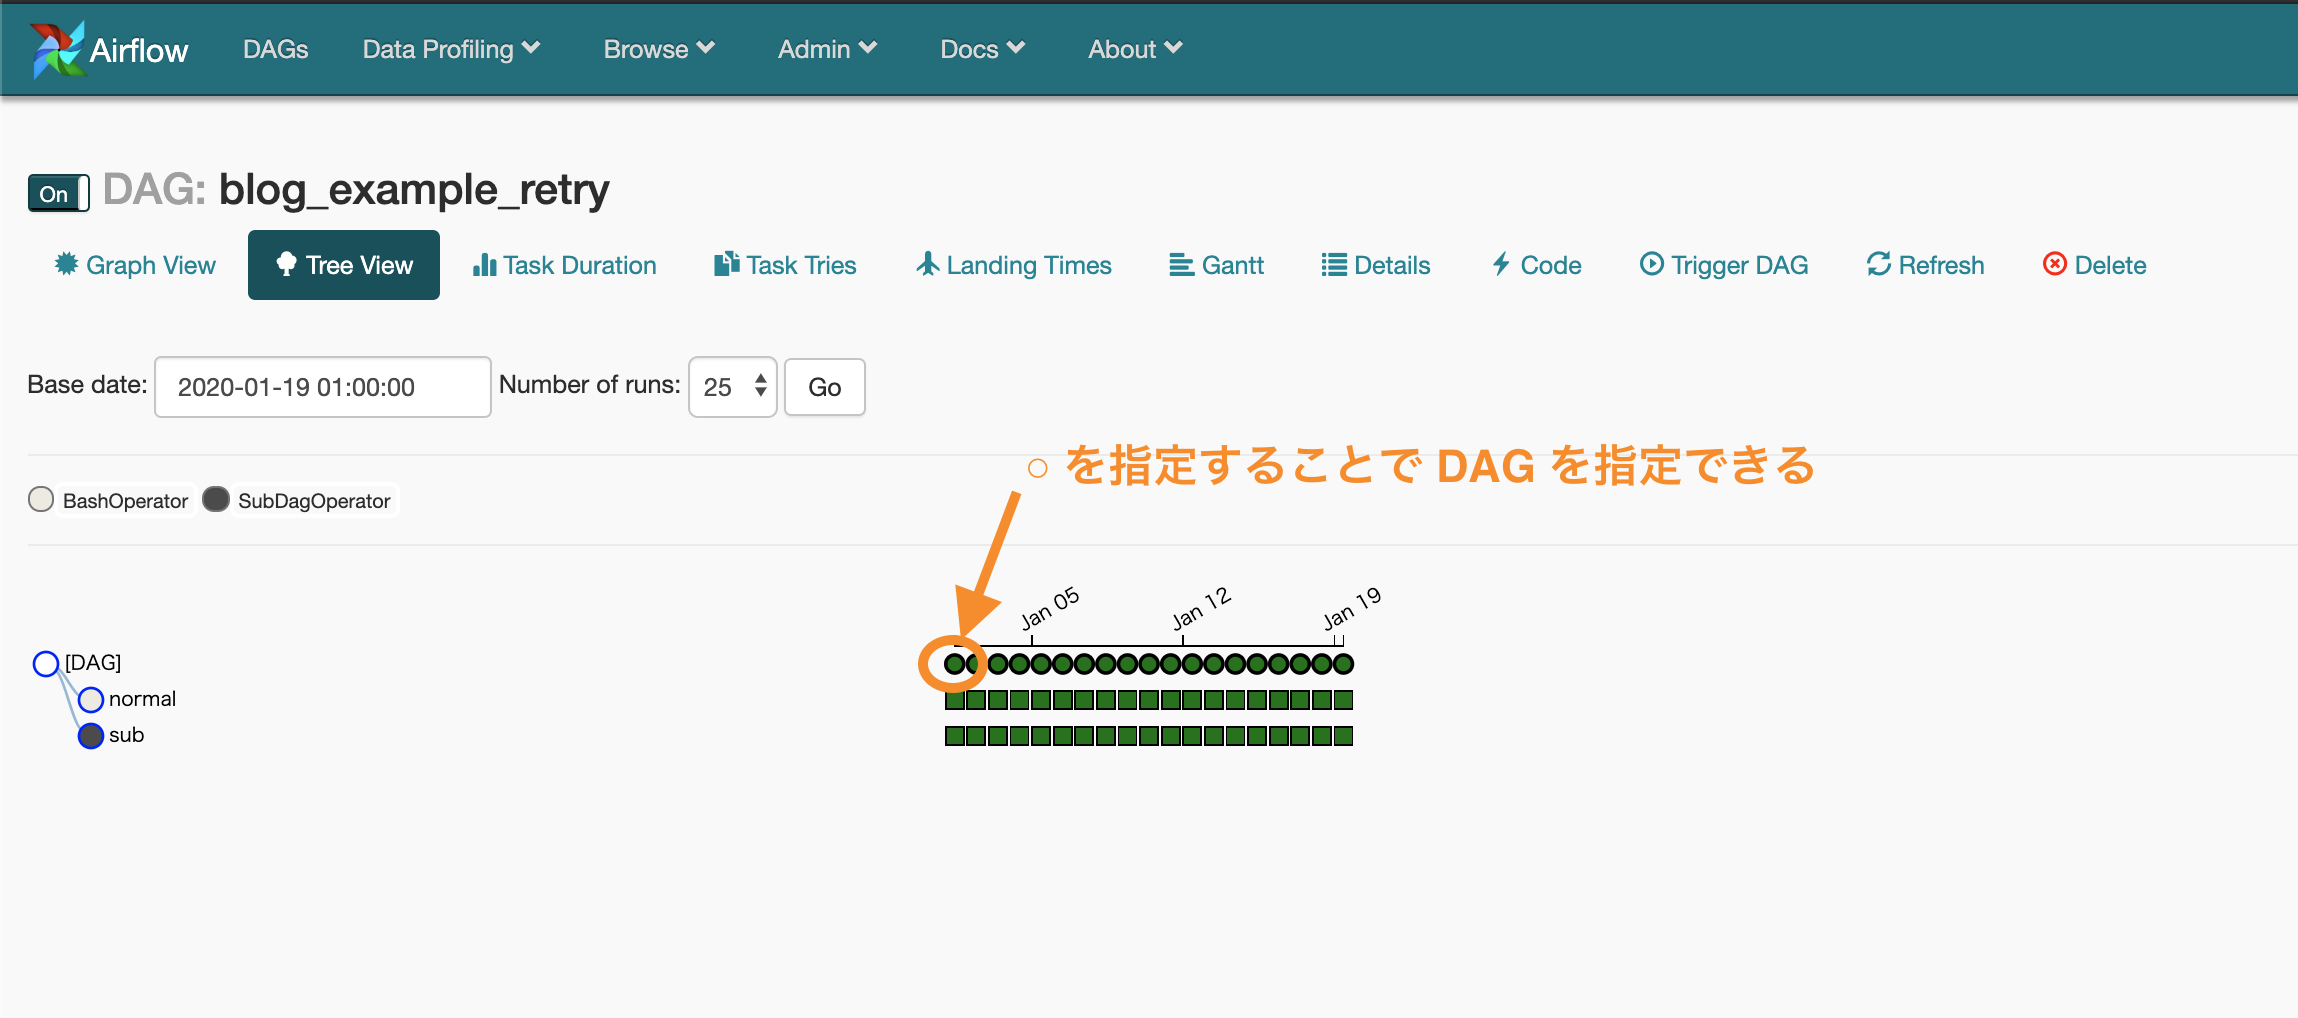 Airflow DAGs Data Profiling Browse Admin Docs About
On DAG: blog_example_retry
Graph View Tree View Task Duration Task Tries Landing Times Gantt Details Code Trigger DAG Refresh Delete
Base date: 2020-01-19 01:00:00 Number of runs: 25 Go
○ を指定することで DAG を指定できる
BashOperator SubDagOperator
Jan 05 Jan 12 Jan 19
[DAG]
normal
sub